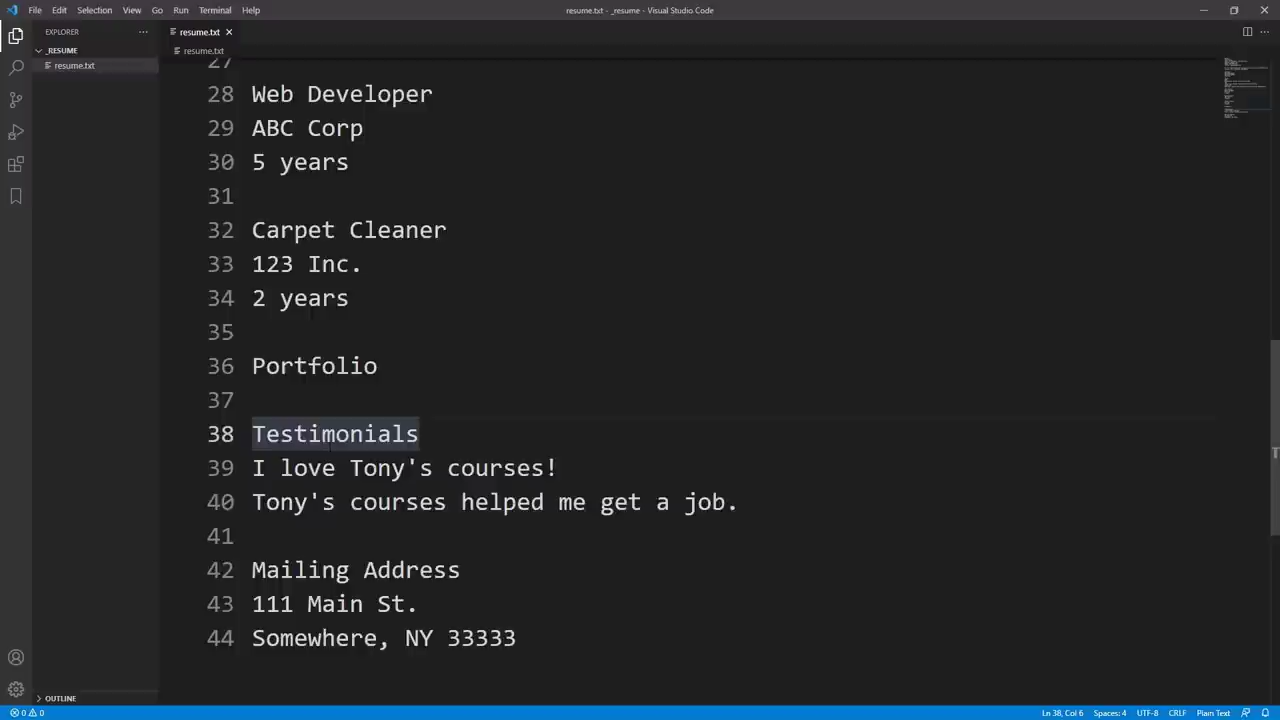 File Edit Selection View Go Run Terminal Help
resume.txt - _resume - Visual Studio Code
EXPLORER
_RESUME
resume.txt
resume.txt
resume.txt
27
28 Web Developer
29 ABC Corp
30 5 years
31
32 Carpet Cleaner
33 123 Inc.
34 2 years
35
36 Portfolio
37
38 Testimonials
39 I love Tony's courses!
40 Tony's courses helped me get a job.
41
42 Mailing Address
43 111 Main St.
44 Somewhere, NY 33333
OUTLINE
0 0
Ln 38, Col 6 Spaces: 4 UTF-8 CRLF Plain Text